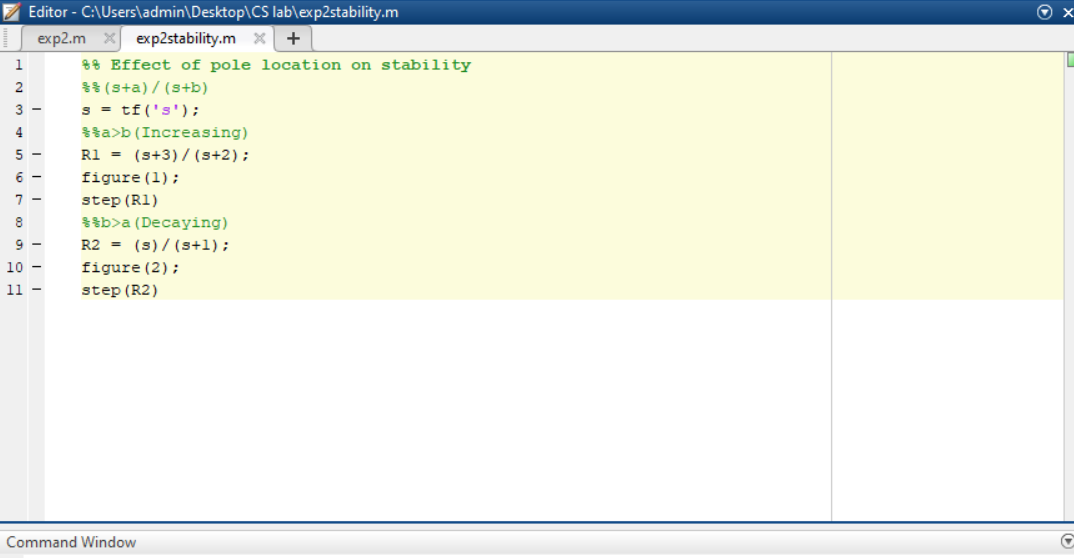 Editor - C:\Users\admin\Desktop\CS lab\exp2stability.m
exp2.m × exp2stability.m × +
1 %% Effect of pole location on stability
2 %%(s+a)/(s+b)
3 – s = tf('s');
4 %%a>b(Increasing)
5 – R1 = (s+3)/(s+2);
6 – figure(1);
7 – step(R1)
8 %%b>a(Decaying)
9 – R2 = (s)/(s+1);
10 – figure(2);
11 – step(R2)
Command Window